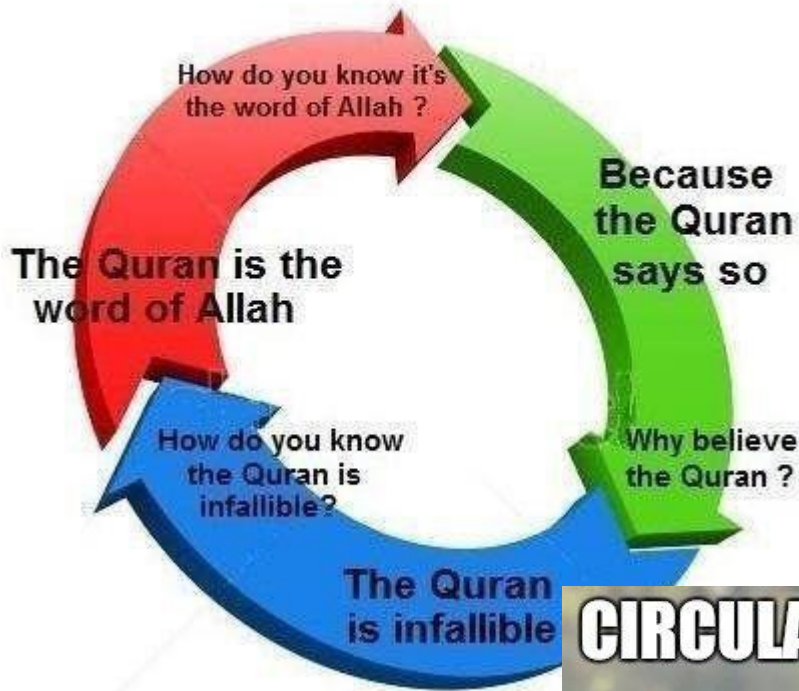 How do you know it's
the word of Allah ?
Because
the Quran
says so
Why believe
the Quran ?
The Quran
is infallible
How do you know
the Quran is
infallible?
The Quran is the
word of Allah